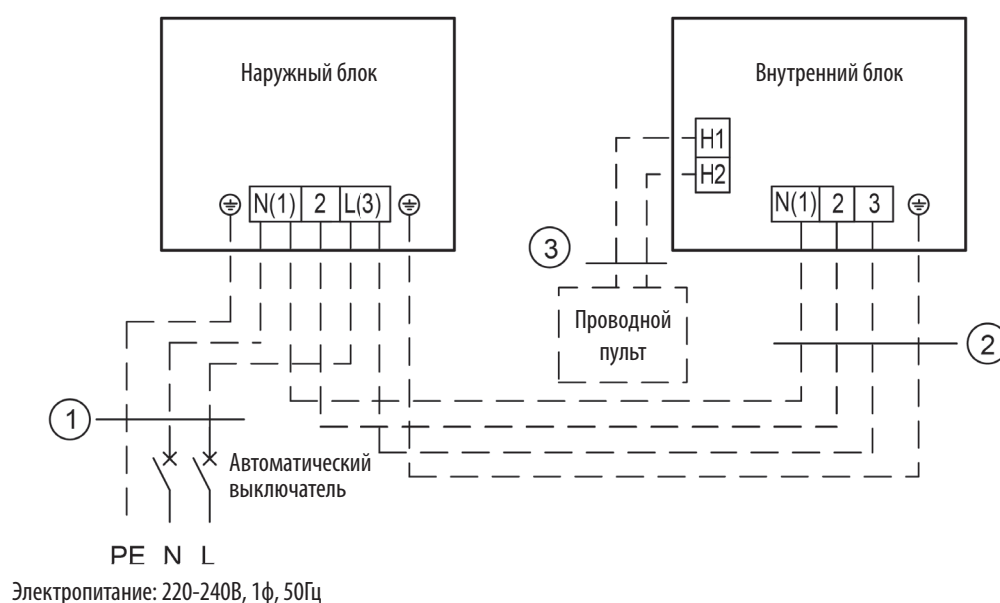 Наружный блок
Внутренний блок
H1
H2
N(1) 2 L(3)
N(1) 2 3
3
Проводной
пульт
2
1
Автоматический
выключатель
PE N L
Электропитание: 220-240В, 1ф, 50Гц